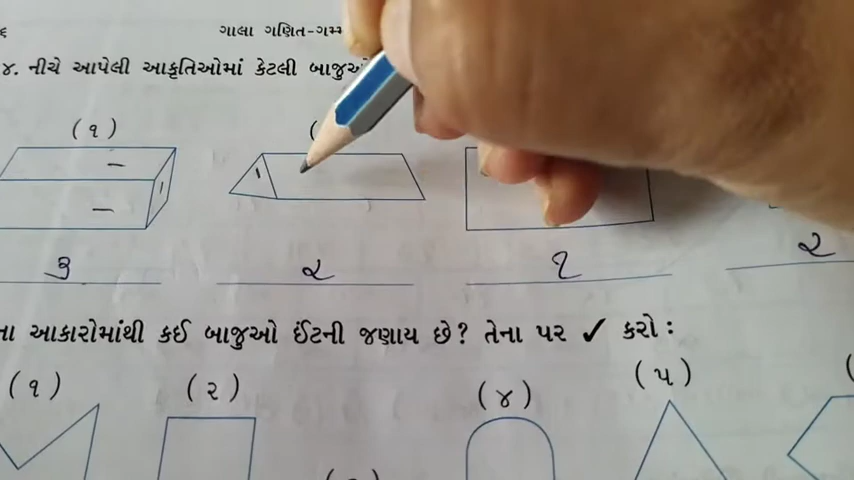 ગાલા ગણિત-ગમ્મ
૪. નીચે આપેલી આકૃતિઓમાં કેટલી
(૧)
૩ ૨ ૧ ૨
આકારોમાંથી કઈ બાજુઓ ઈંટની જણાય છે? તેના પર ✓ કરો :
(૧) (૨) (૪) (૫)